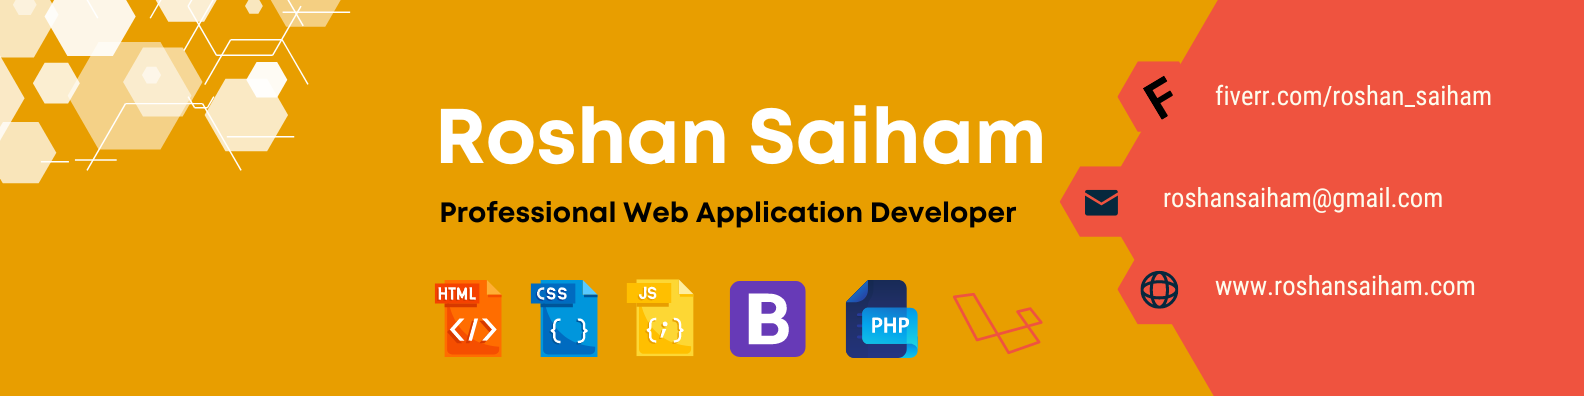 Roshan Saiham
Professional Web Application Developer
HTML
</>
CSS
{ }
JS
{;}
B
PHP
F
fiverr.com/roshan_saiham
roshansaiham@gmail.com
www.roshansaiham.com